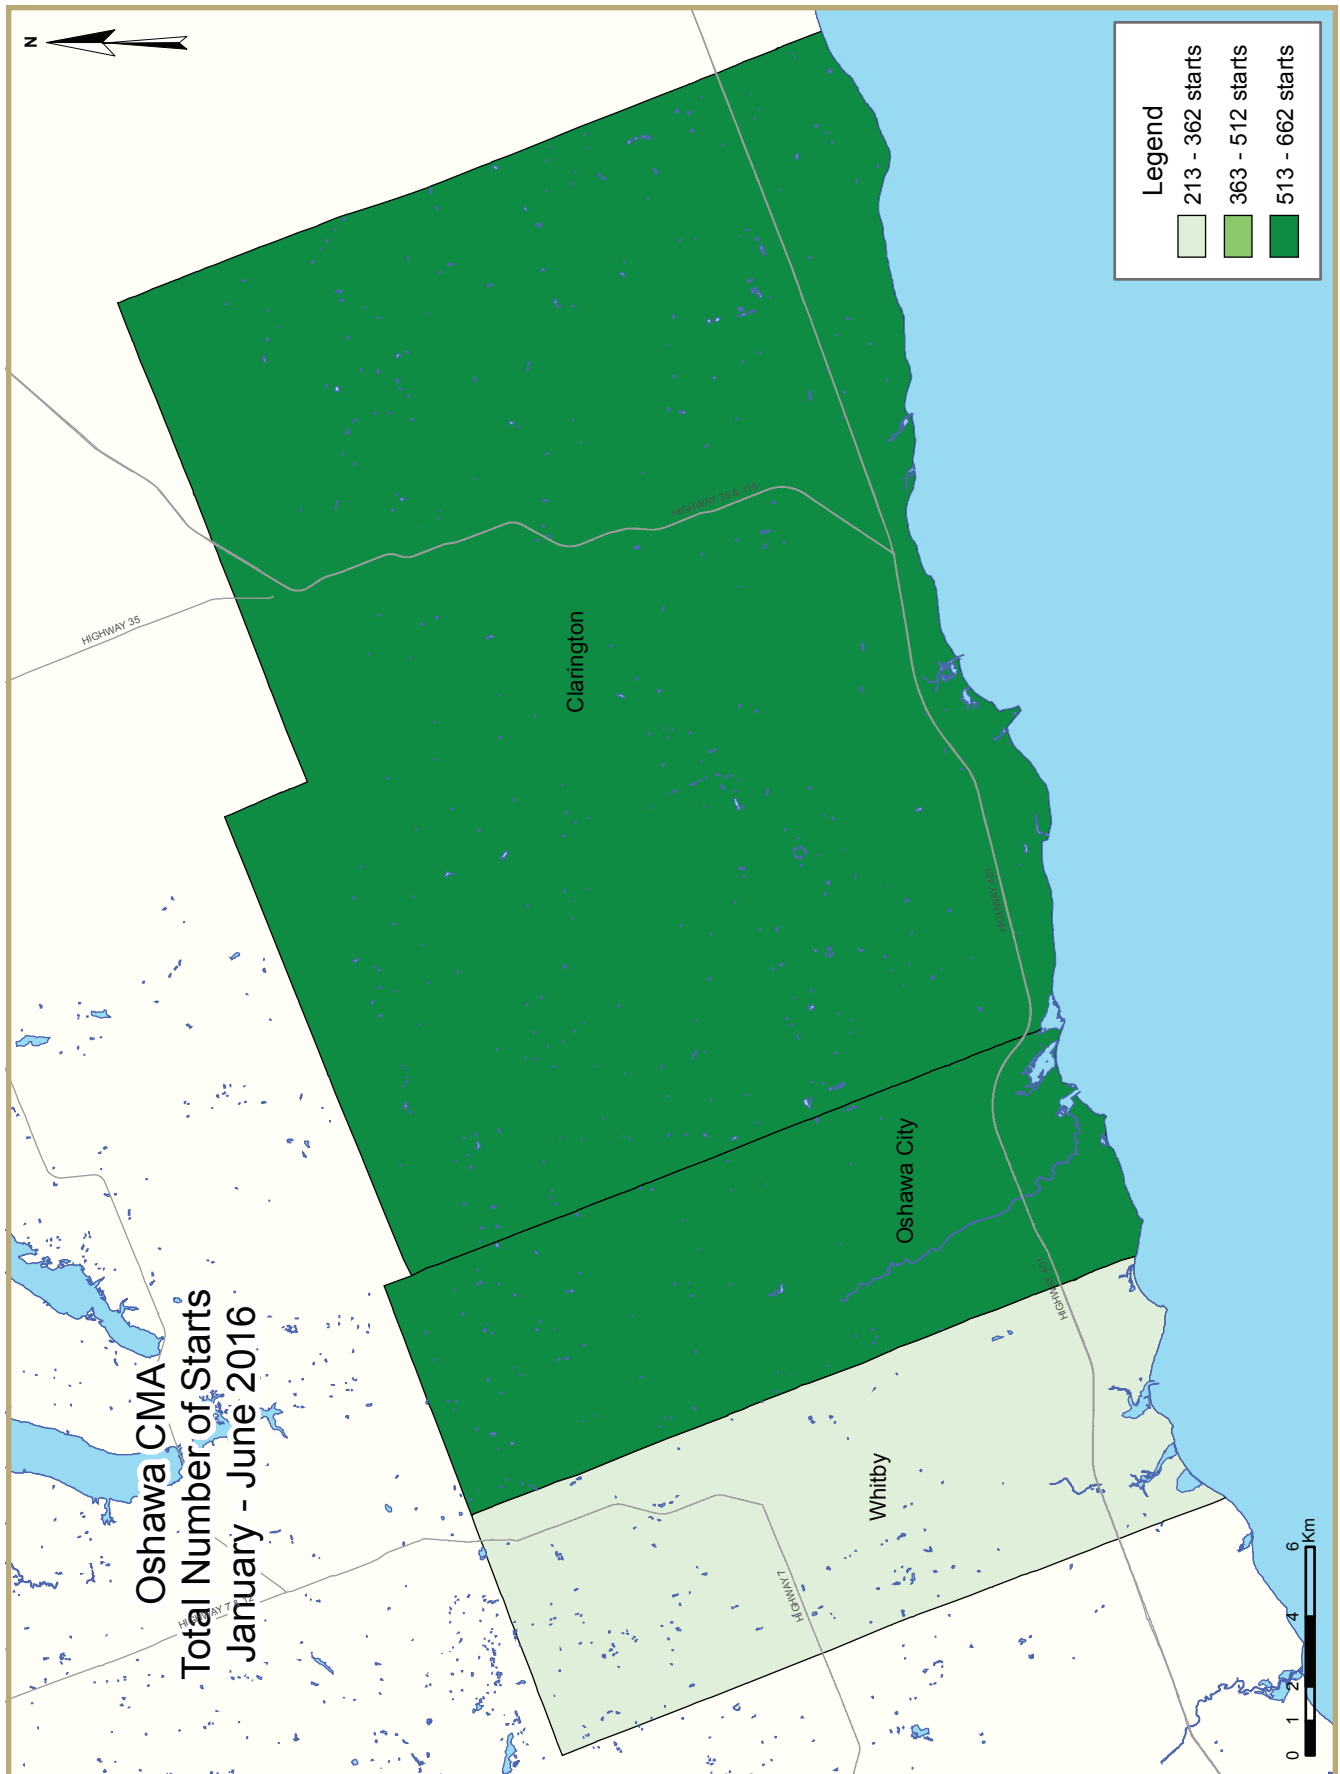 Oshawa CMA
Total Number of Starts
January - June 2016
N
HIGHWAY 35
HIGHWAY 35 & 115
Clarington
HIGHWAY 401
Oshawa City
HIGHWAY 401
Whitby
HIGHWAY 7
Legend
213 - 362 starts
363 - 512 starts
513 - 662 starts
0 1 2 4 6
Km